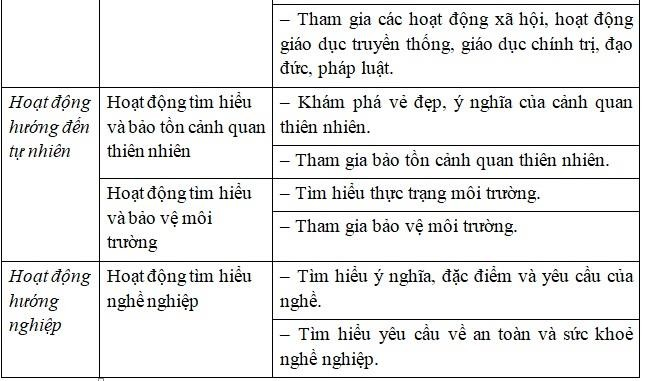 – Tham gia các hoạt động xã hội, hoạt động
giáo dục truyền thống, giáo dục chính trị, đạo
đức, pháp luật.
Hoạt động
hướng đến
tự nhiên
Hoạt động tìm hiểu
và bảo tồn cảnh quan
thiên nhiên
– Khám phá vẻ đẹp, ý nghĩa của cảnh quan
thiên nhiên.
– Tham gia bảo tồn cảnh quan thiên nhiên.
Hoạt động tìm hiểu
và bảo vệ môi
trường
– Tìm hiểu thực trạng môi trường.
– Tham gia bảo vệ môi trường.
Hoạt động
hướng
nghiệp
Hoạt động tìm hiểu
nghề nghiệp
– Tìm hiểu ý nghĩa, đặc điểm và yêu cầu của
nghề.
– Tìm hiểu yêu cầu về an toàn và sức khoẻ
nghề nghiệp.